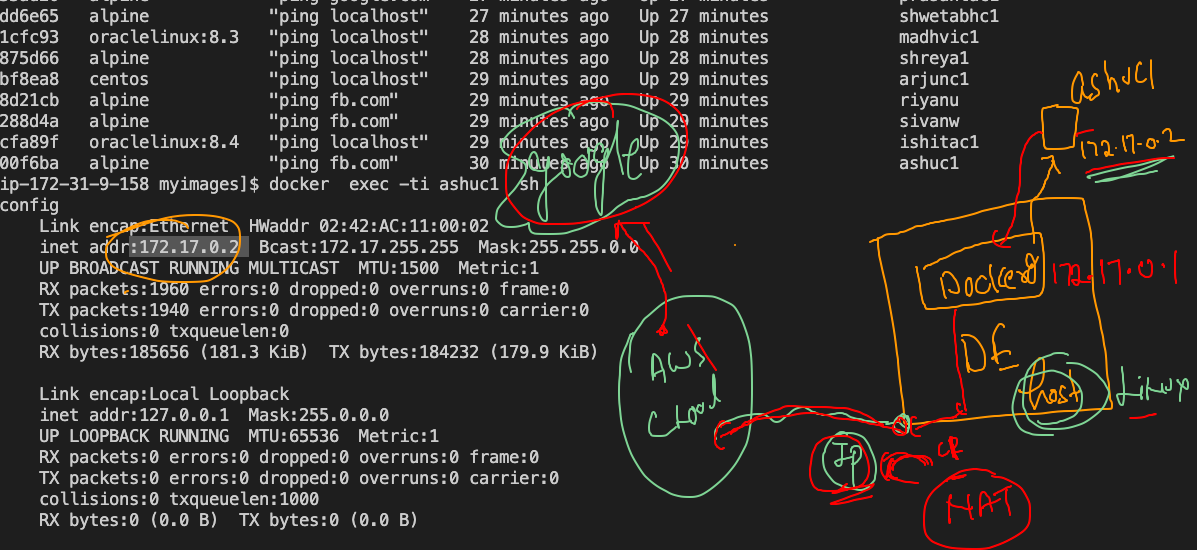 dd6e65 alpine "ping localhost" 27 minutes ago Up 27 minutes shwetabhc1
1cfc93 oraclelinux:8.3 "ping localhost" 28 minutes ago Up 28 minutes madhvic1
875d66 alpine "ping localhost" 28 minutes ago Up 28 minutes shreya1
bf8ea8 centos "ping localhost" 29 minutes ago Up 29 minutes arjunc1
8d21cb alpine "ping fb.com" 29 minutes ago Up 29 minutes riyanu
288d4a alpine "ping fb.com" 29 minutes ago Up 29 minutes sivanw
cfa89f oraclelinux:8.4 "ping localhost" 29 minutes ago Up 29 minutes ishitac1
00f6ba alpine "ping fb.com" 30 minutes ago Up 30 minutes ashuc1
ip-172-31-9-158 myimages]$ docker exec -ti ashuc1 sh
config
Link encap:Ethernet HWaddr 02:42:AC:11:00:02
inet addr:172.17.0.2 Bcast:172.17.255.255 Mask:255.255.0.0
UP BROADCAST RUNNING MULTICAST MTU:1500 Metric:1
RX packets:1960 errors:0 dropped:0 overruns:0 frame:0
TX packets:1940 errors:0 dropped:0 overruns:0 carrier:0
collisions:0 txqueuelen:0
RX bytes:185656 (181.3 KiB) TX bytes:184232 (179.9 KiB)
Link encap:Local Loopback
inet addr:127.0.0.1 Mask:255.0.0.0
UP LOOPBACK RUNNING MTU:65536 Metric:1
RX packets:0 errors:0 dropped:0 overruns:0 frame:0
TX packets:0 errors:0 dropped:0 overruns:0 carrier:0
collisions:0 txqueuelen:1000
RX bytes:0 (0.0 B) TX bytes:0 (0.0 B)
google
ashuc1
172.17.0.2
Docker0
172.17.0.1
DE
host
Linux
AWS
Cloud
Ip
NAT